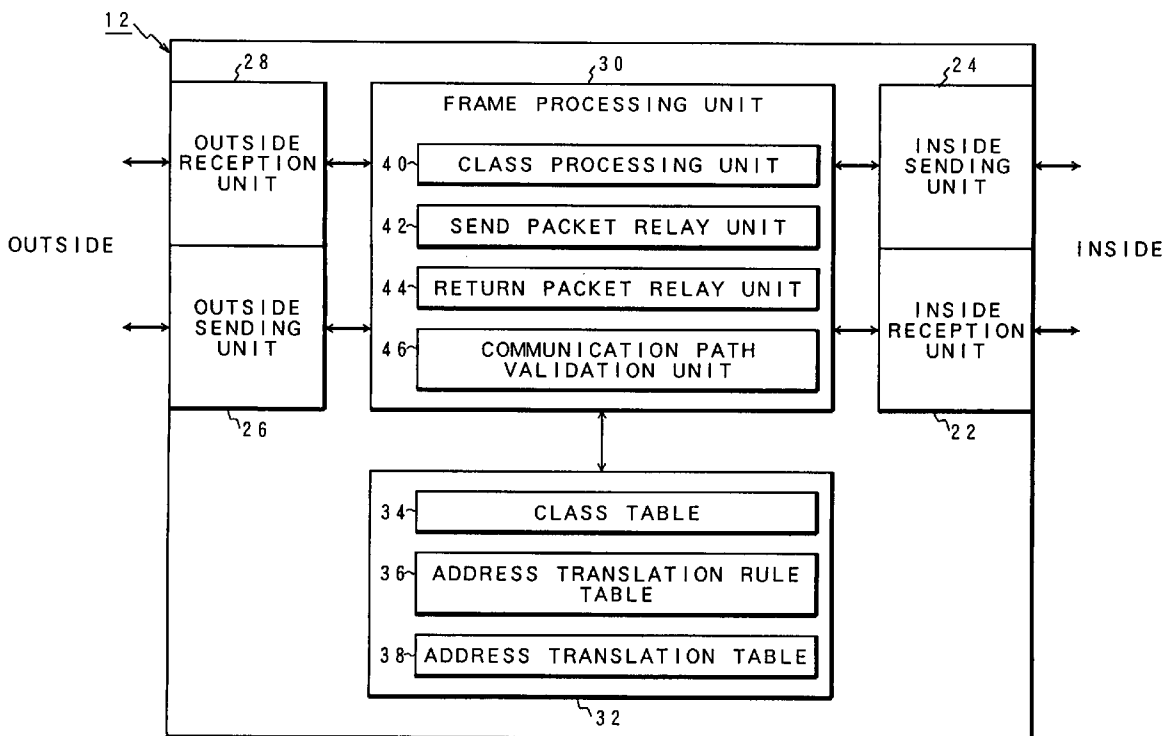 12
28
30
24
FRAME PROCESSING UNIT
OUTSIDE
RECEPTION
UNIT
40
CLASS PROCESSING UNIT
INSIDE
SENDING
UNIT
42
SEND PACKET RELAY UNIT
OUTSIDE
INSIDE
44
RETURN PACKET RELAY UNIT
OUTSIDE
SENDING
UNIT
46
COMMUNICATION PATH
VALIDATION UNIT
INSIDE
RECEPTION
UNIT
26
22
34
CLASS TABLE
36
ADDRESS TRANSLATION RULE
TABLE
38
ADDRESS TRANSLATION TABLE
32